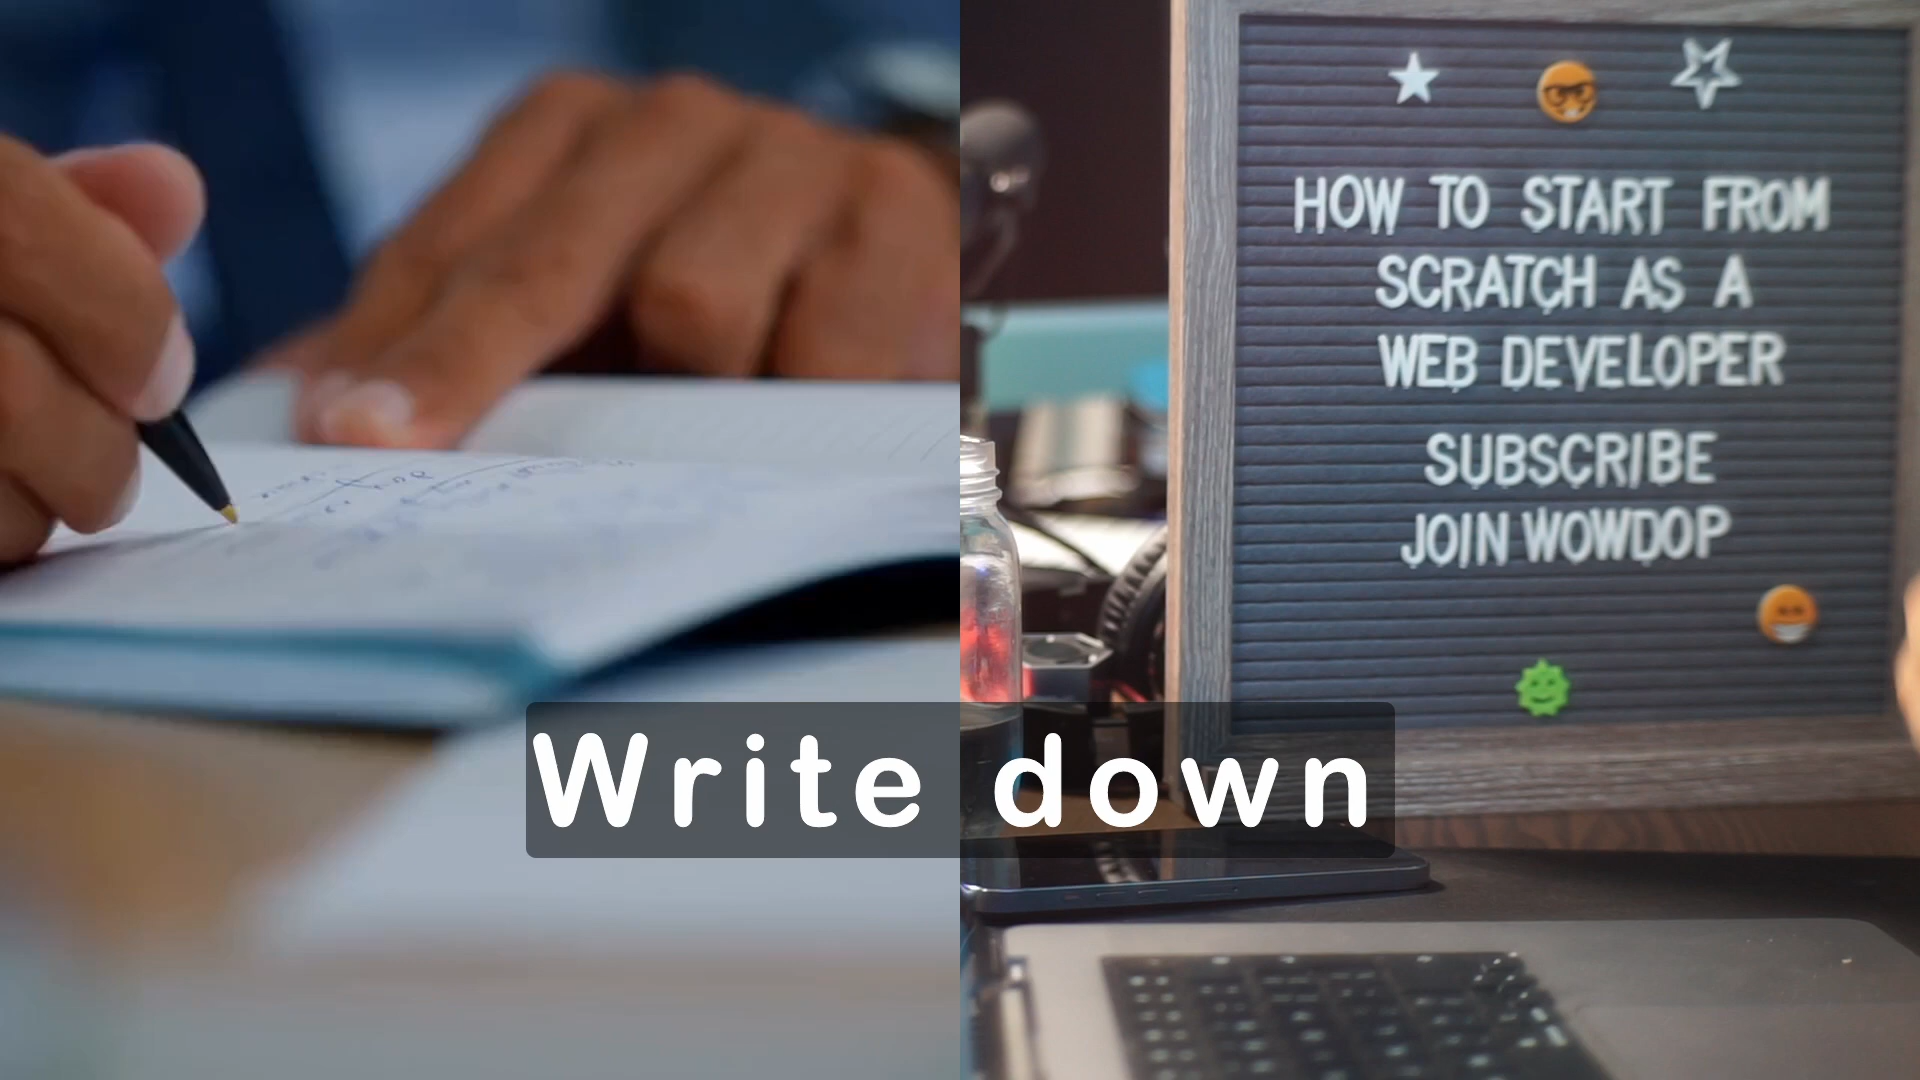 HOW TO START FROM
SCRATCH AS A
WEB DEVELOPER
SUBSCRIBE
JOIN WOWDOP
Write down